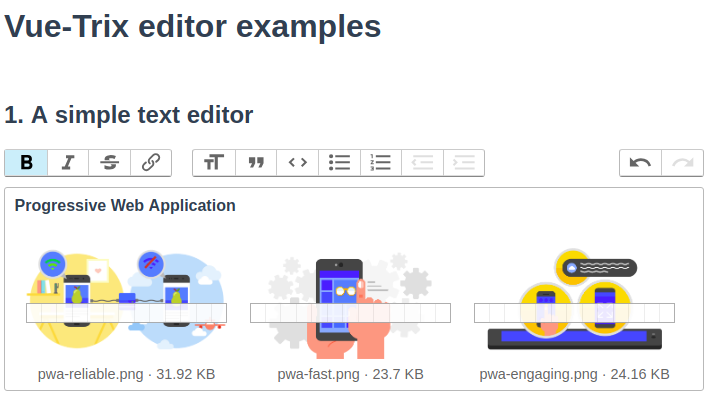 Vue-Trix editor examples
1. A simple text editor
Progressive Web Application
pwa-reliable.png · 31.92 KB
pwa-fast.png · 23.7 KB
pwa-engaging.png · 24.16 KB